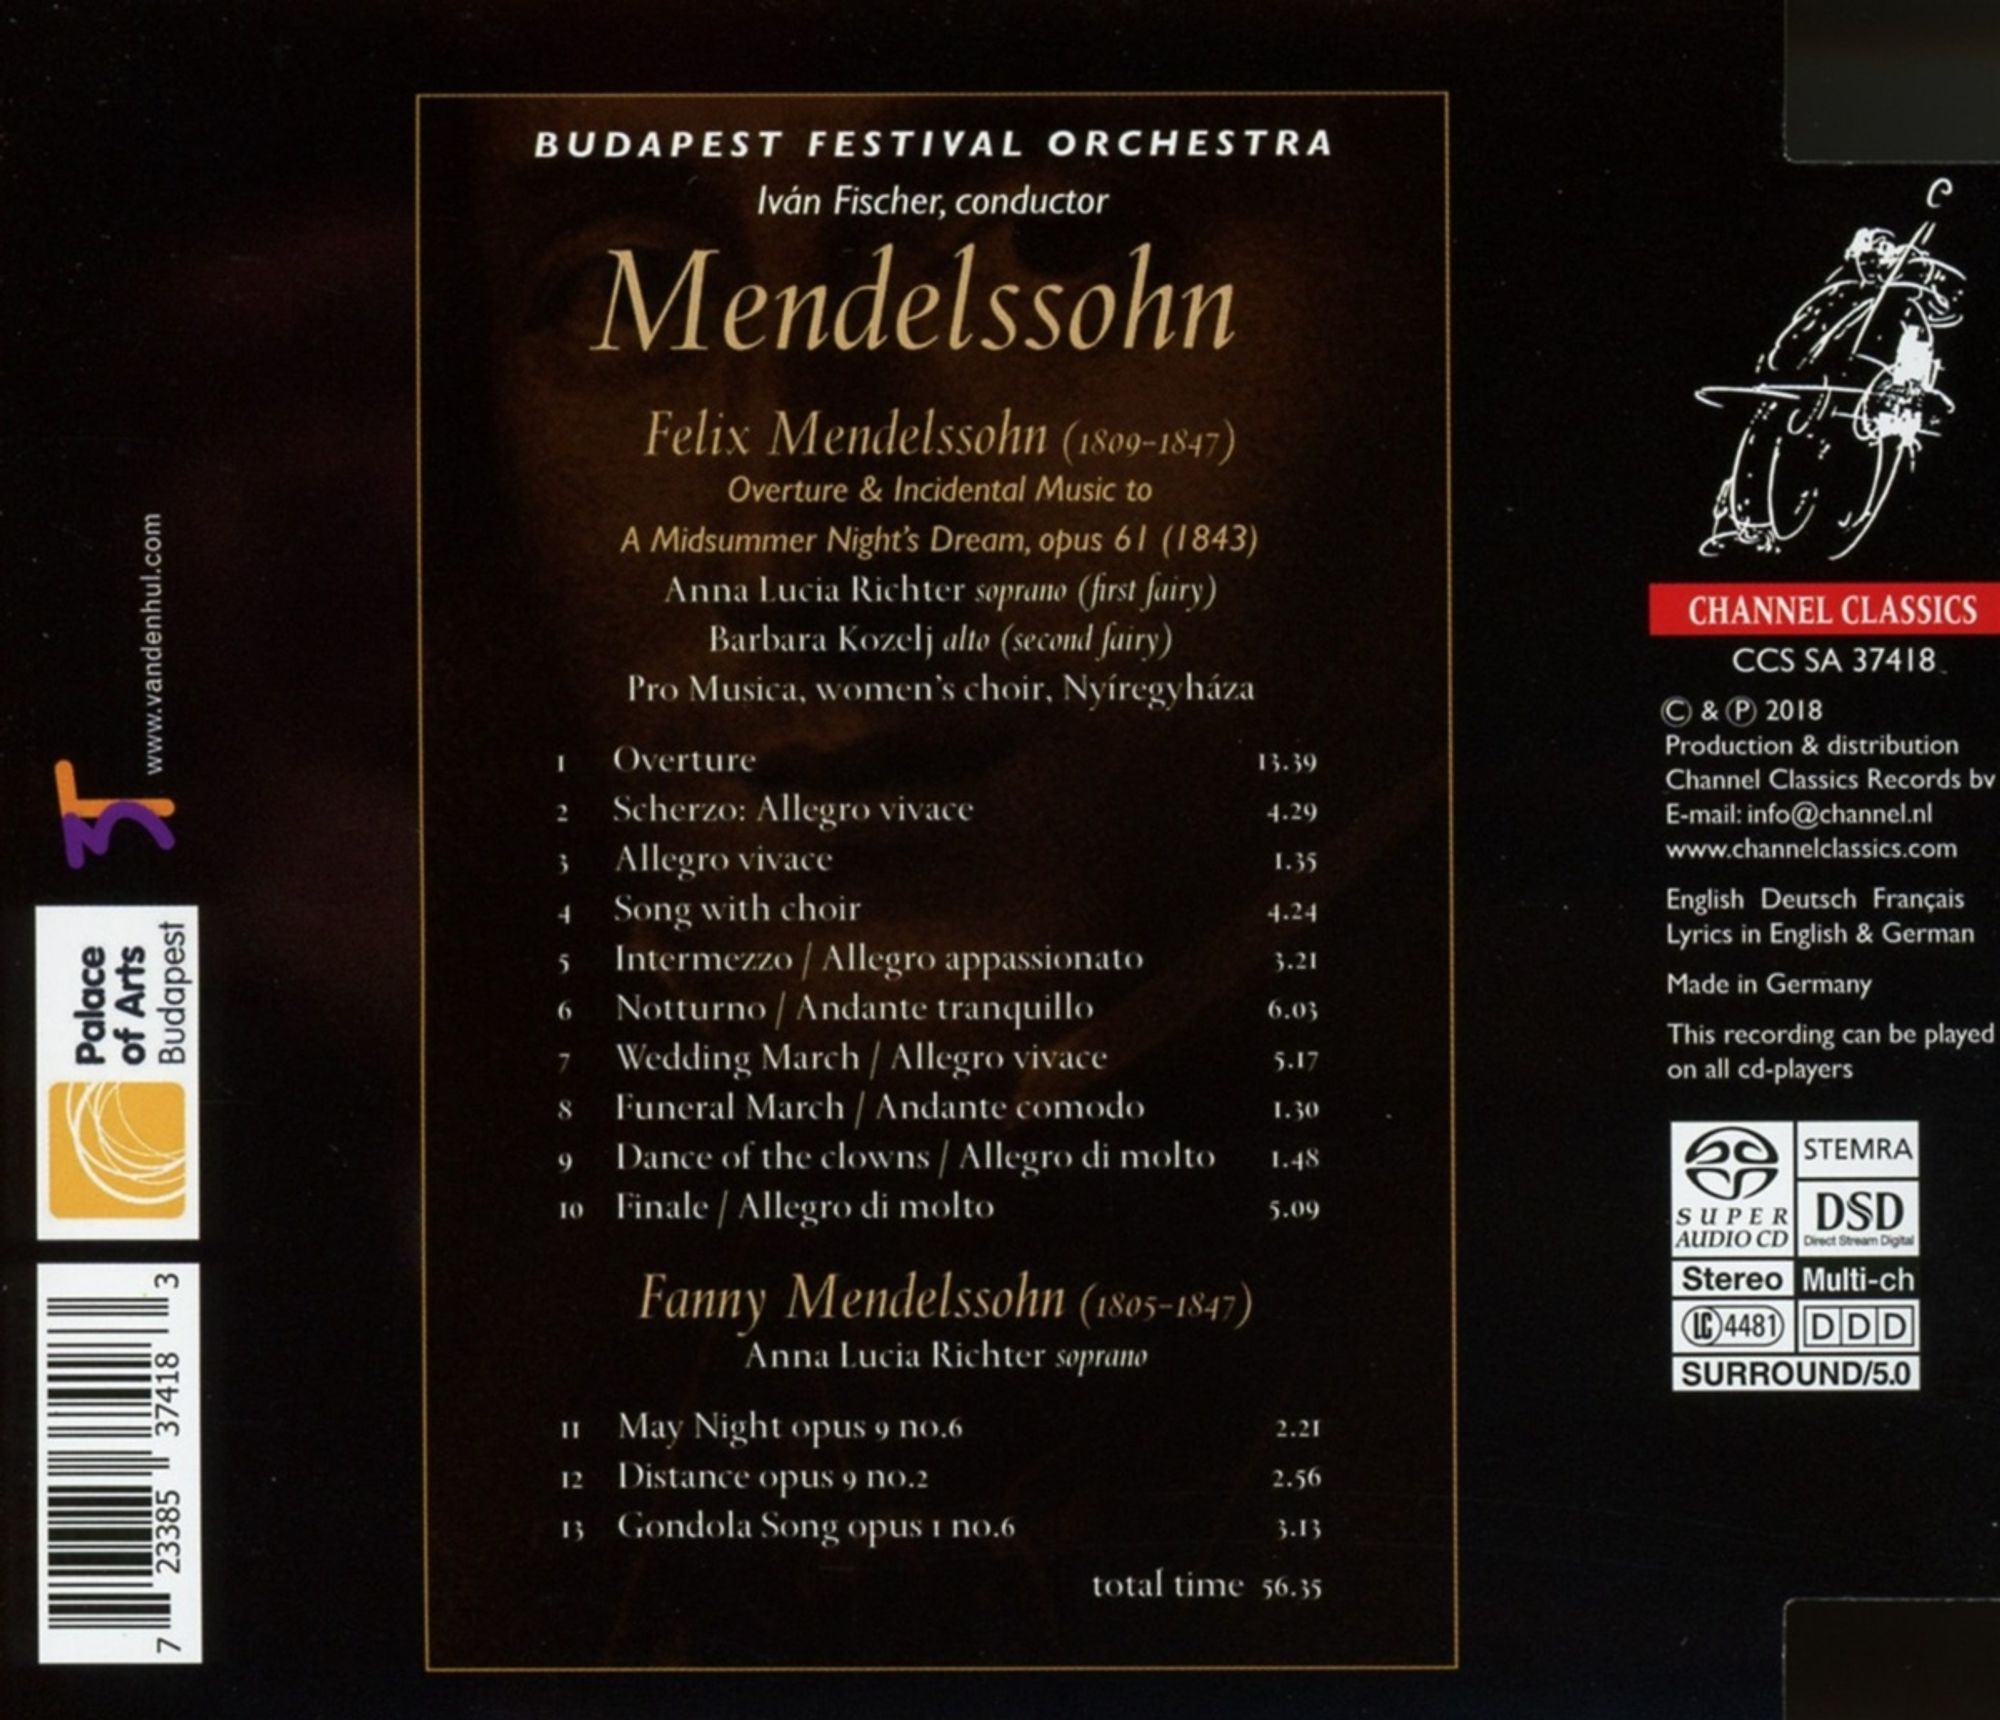 BUDAPEST FESTIVAL ORCHESTRA
Iván Fischer, conductor
Mendelssohn
Felix Mendelssohn (1809–1847)
Overture & Incidental Music to
A Midsummer Night's Dream, opus 61 (1843)
Anna Lucia Richter soprano (first fairy)
Barbara Kozelj alto (second fairy)
Pro Musica, women's choir, Nyíregyháza
1 Overture 13.39
2 Scherzo: Allegro vivace 4.29
3 Allegro vivace 1.35
4 Song with choir 4.24
5 Intermezzo / Allegro appassionato 3.21
6 Notturno / Andante tranquillo 6.03
7 Wedding March / Allegro vivace 5.17
8 Funeral March / Andante comodo 1.30
9 Dance of the clowns / Allegro di molto 1.48
10 Finale / Allegro di molto 5.09
Fanny Mendelssohn (1805–1847)
Anna Lucia Richter soprano
11 May Night opus 9 no.6 2.21
12 Distance opus 9 no.2 2.56
13 Gondola Song opus 1 no.6 3.13
total time 56.35
www.vandenhul.com
Palace
of Arts
Budapest
7 23385 37418 3
C
CHANNEL CLASSICS
CCS SA 37418
© & ℗ 2018
Production & distribution
Channel Classics Records bv
E-mail: info@channel.nl
www.channelclassics.com
English Deutsch Français
Lyrics in English & German
Made in Germany
This recording can be played
on all cd-players
SUPER
AUDIO CD
STEMRA
DSD
Direct Stream Digital
Stereo Multi-ch
LC 4481 DDD
SURROUND/5.0